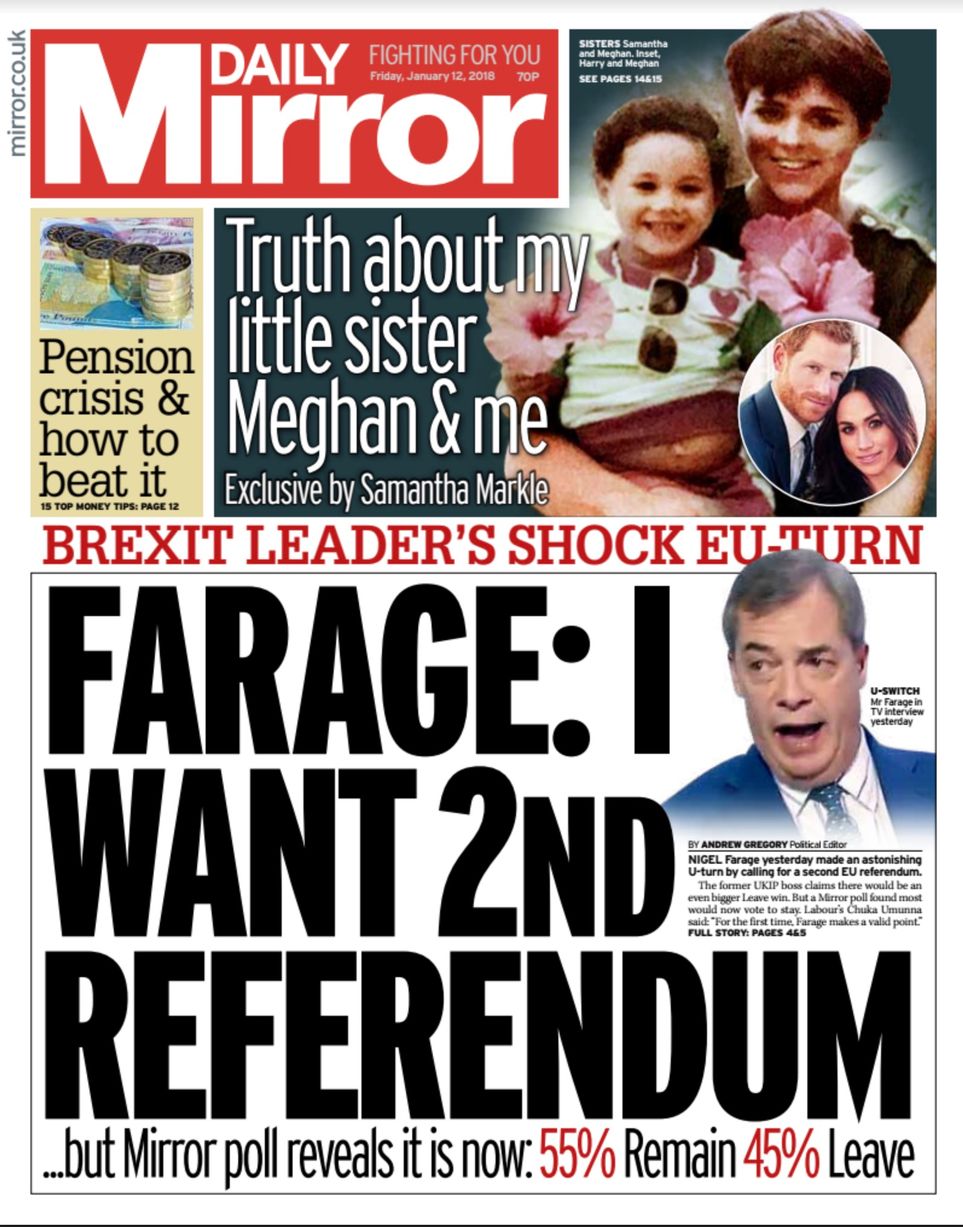 mirror.co.uk
DAILY
Mirror
FIGHTING FOR YOU
Friday, January 12, 2018 70P
SISTERS Samantha
and Meghan. Inset,
Harry and Meghan
SEE PAGES 14&15
Pension
crisis &
how to
beat it
15 TOP MONEY TIPS: PAGE 12
Truth about my
little sister
Meghan & me
Exclusive by Samantha Markle
BREXIT LEADER'S SHOCK EU-TURN
FARAGE: I
WANT 2ND
REFERENDUM
U-SWITCH
Mr Farage in
TV interview
yesterday
BY ANDREW GREGORY Political Editor
NIGEL Farage yesterday made an astonishing
U-turn by calling for a second EU referendum.
The former UKIP boss claims there would be an
even bigger Leave win. But a Mirror poll found most
would now vote to stay. Labour's Chuka Umunna
said: "For the first time, Farage makes a valid point."
FULL STORY: PAGES 4&5
...but Mirror poll reveals it is now: 55% Remain 45% Leave